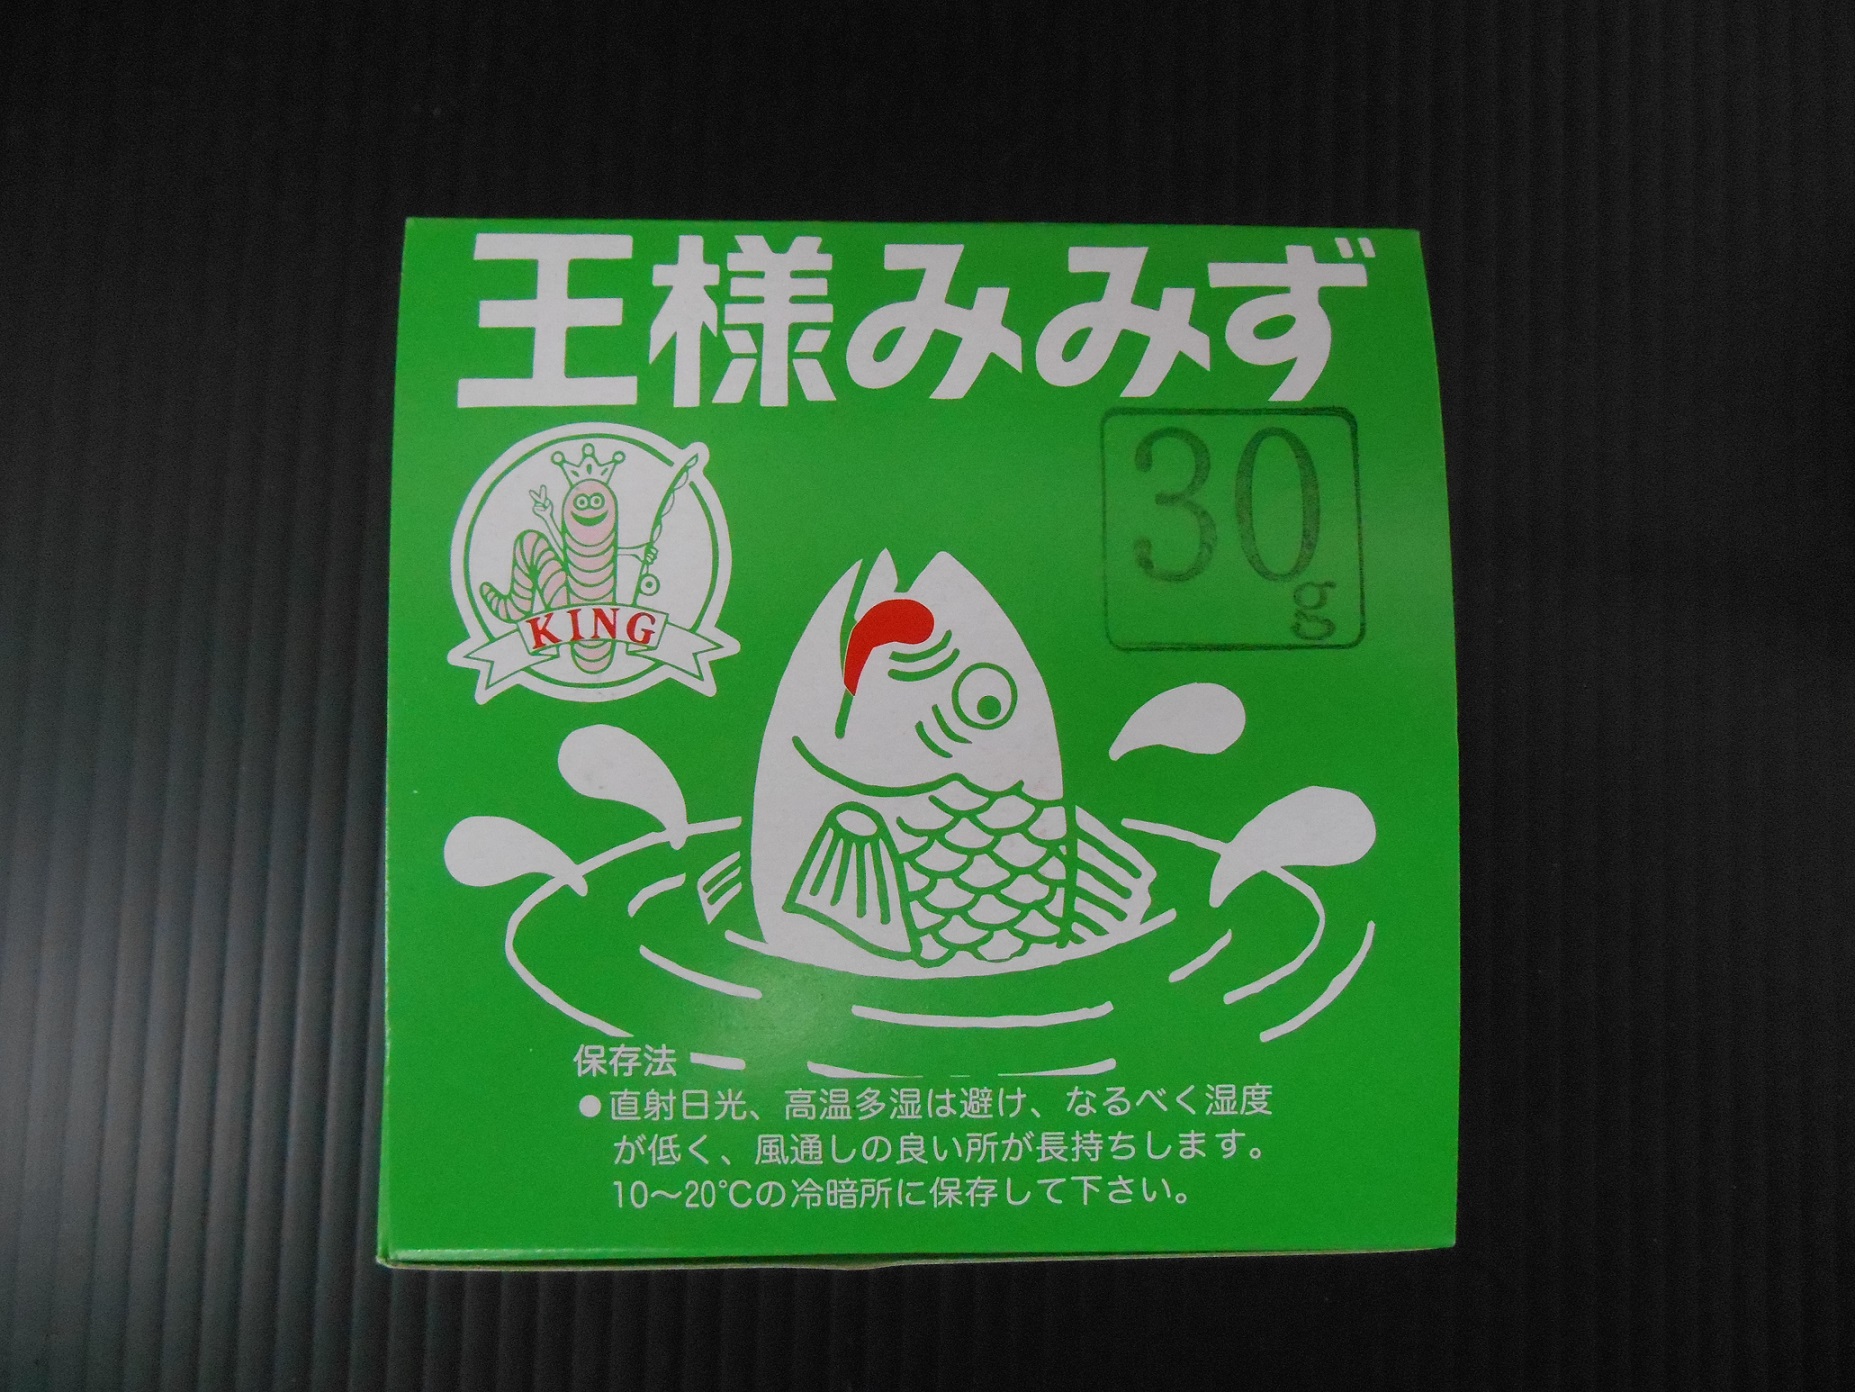 王様みみず
30g
KING
保存法
●直射日光、高温多湿は避け、なるべく湿度
が低く、風通しの良い所が長持ちします。
10～20℃の冷暗所に保存して下さい。